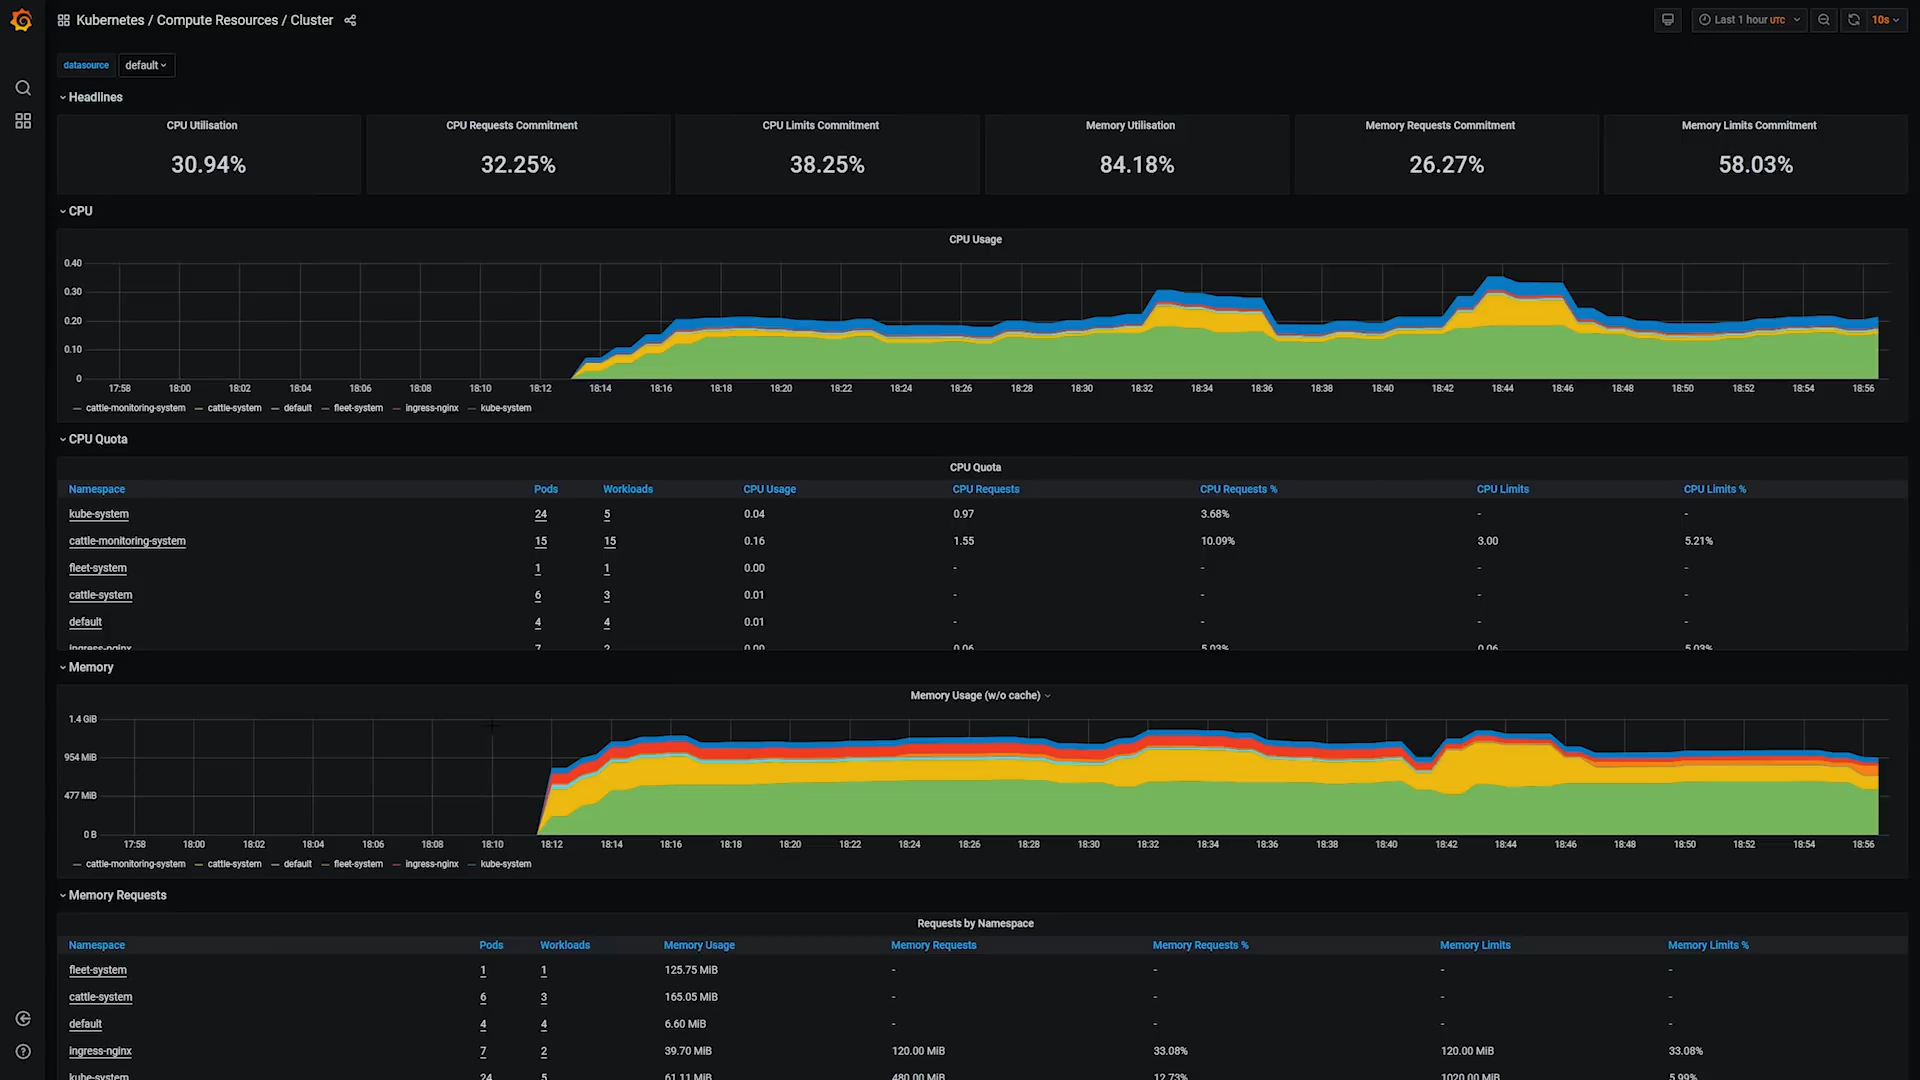 Kubernetes / Compute Resources / Cluster
Last 1 hour UTC
10s
datasource default
Headlines
CPU Utilisation CPU Requests Commitment CPU Limits Commitment Memory Utilisation Memory Requests Commitment Memory Limits Commitment
30.94% 32.25% 38.25% 84.18% 26.27% 58.03%
CPU
CPU Usage
0.40
0.30
0.20
0.10
0
17:58 18:00 18:02 18:04 18:06 18:08 18:10 18:12 18:14 18:16 18:18 18:20 18:22 18:24 18:26 18:28 18:30 18:32 18:34 18:36 18:38 18:40 18:42 18:44 18:46 18:48 18:50 18:52 18:54 18:56
cattle-monitoring-system cattle-system default fleet-system ingress-nginx kube-system
CPU Quota
CPU Quota
Namespace Pods Workloads CPU Usage CPU Requests CPU Requests % CPU Limits CPU Limits %
kube-system 24 5 0.04 0.97 3.68% - -
cattle-monitoring-system 15 15 0.16 1.55 10.09% 3.00 5.21%
fleet-system 1 1 0.00 - - - -
cattle-system 6 3 0.01 - - - -
default 4 4 0.01 - - - -
ingress-nginx 7 2 0.00 0.06 5.03% 0.06 5.03%
Memory
Memory Usage (w/o cache)
1.4 GiB
954 MiB
477 MiB
0 B
17:58 18:00 18:02 18:04 18:06 18:08 18:10 18:12 18:14 18:16 18:18 18:20 18:22 18:24 18:26 18:28 18:30 18:32 18:34 18:36 18:38 18:40 18:42 18:44 18:46 18:48 18:50 18:52 18:54 18:56
cattle-monitoring-system cattle-system default fleet-system ingress-nginx kube-system
Memory Requests
Requests by Namespace
Namespace Pods Workloads Memory Usage Memory Requests Memory Requests % Memory Limits Memory Limits %
fleet-system 1 1 125.75 MiB - - - -
cattle-system 6 3 165.05 MiB - - - -
default 4 4 6.60 MiB - - - -
ingress-nginx 7 2 39.70 MiB 120.00 MiB 33.08% 120.00 MiB 33.08%
kube-system 24 5 61.11 MiB 480.00 MiB 12.73% 1020.00 MiB 5.99%